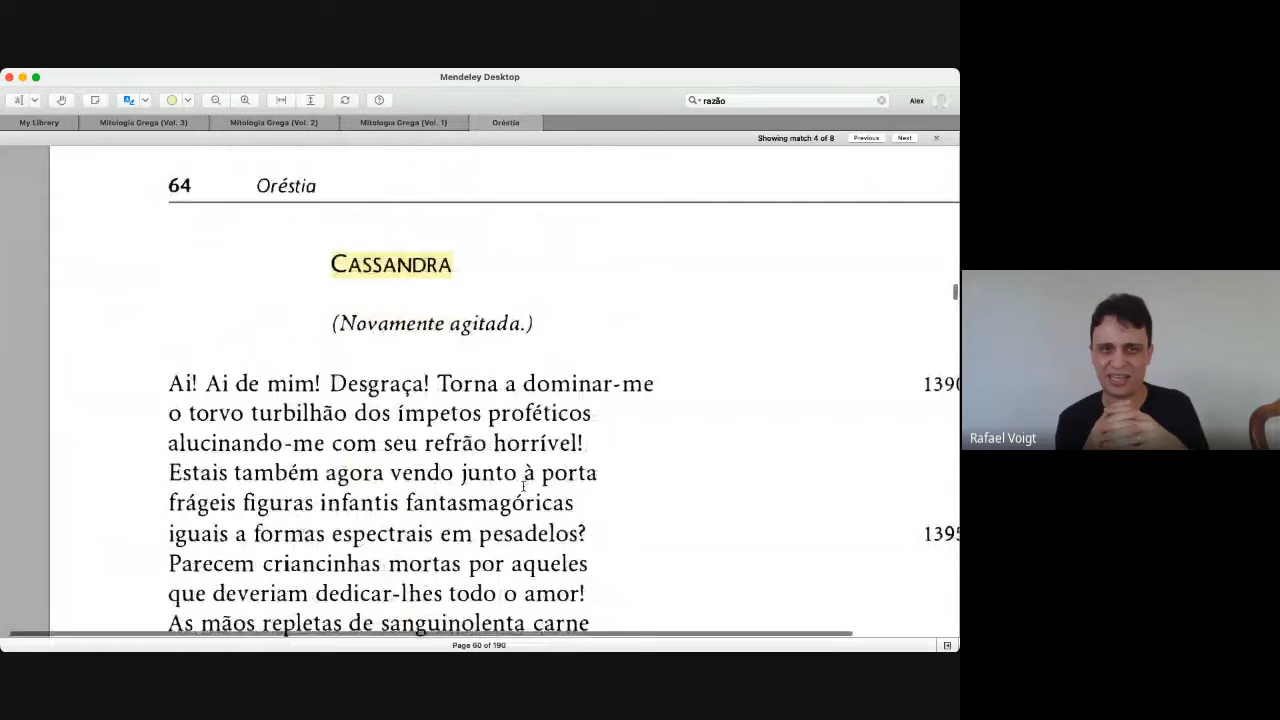 Mendeley Desktop
razão
Alex
My Library
Mitologia Grega (Vol. 3)
Mitologia Grega (Vol. 2)
Mitologia Grega (Vol. 1)
Oréstia
Showing match 4 of 8
Previous
Next
64 Oréstia
CASSANDRA
(Novamente agitada.)
Ai! Ai de mim! Desgraça! Torna a dominar-me 1390
o torvo turbilhão dos ímpetos proféticos
alucinando-me com seu refrão horrível!
Estais também agora vendo junto à porta
frágeis figuras infantis fantasmagóricas
iguais a formas espectrais em pesadelos? 1395
Parecem criancinhas mortas por aqueles
que deveriam dedicar-lhes todo o amor!
As mãos repletas de sanguinolenta carne
Page 60 of 190
Rafael Voigt